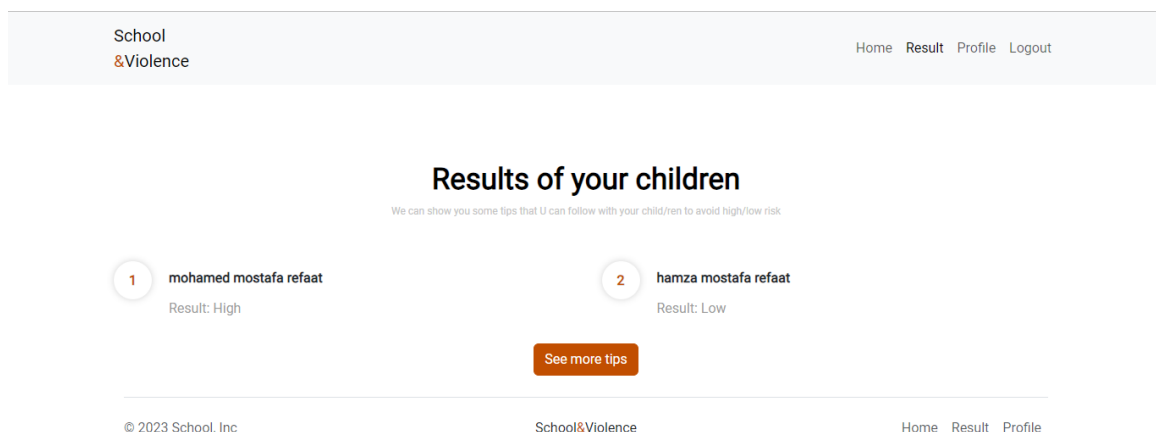 School
&Violence
Home Result Profile Logout
Results of your children
We can show you some tips that U can follow with your child/ren to avoid high/low risk
1
mohamed mostafa refaat
Result: High
2
hamza mostafa refaat
Result: Low
See more tips
© 2023 School, Inc
School&Violence
Home Result Profile